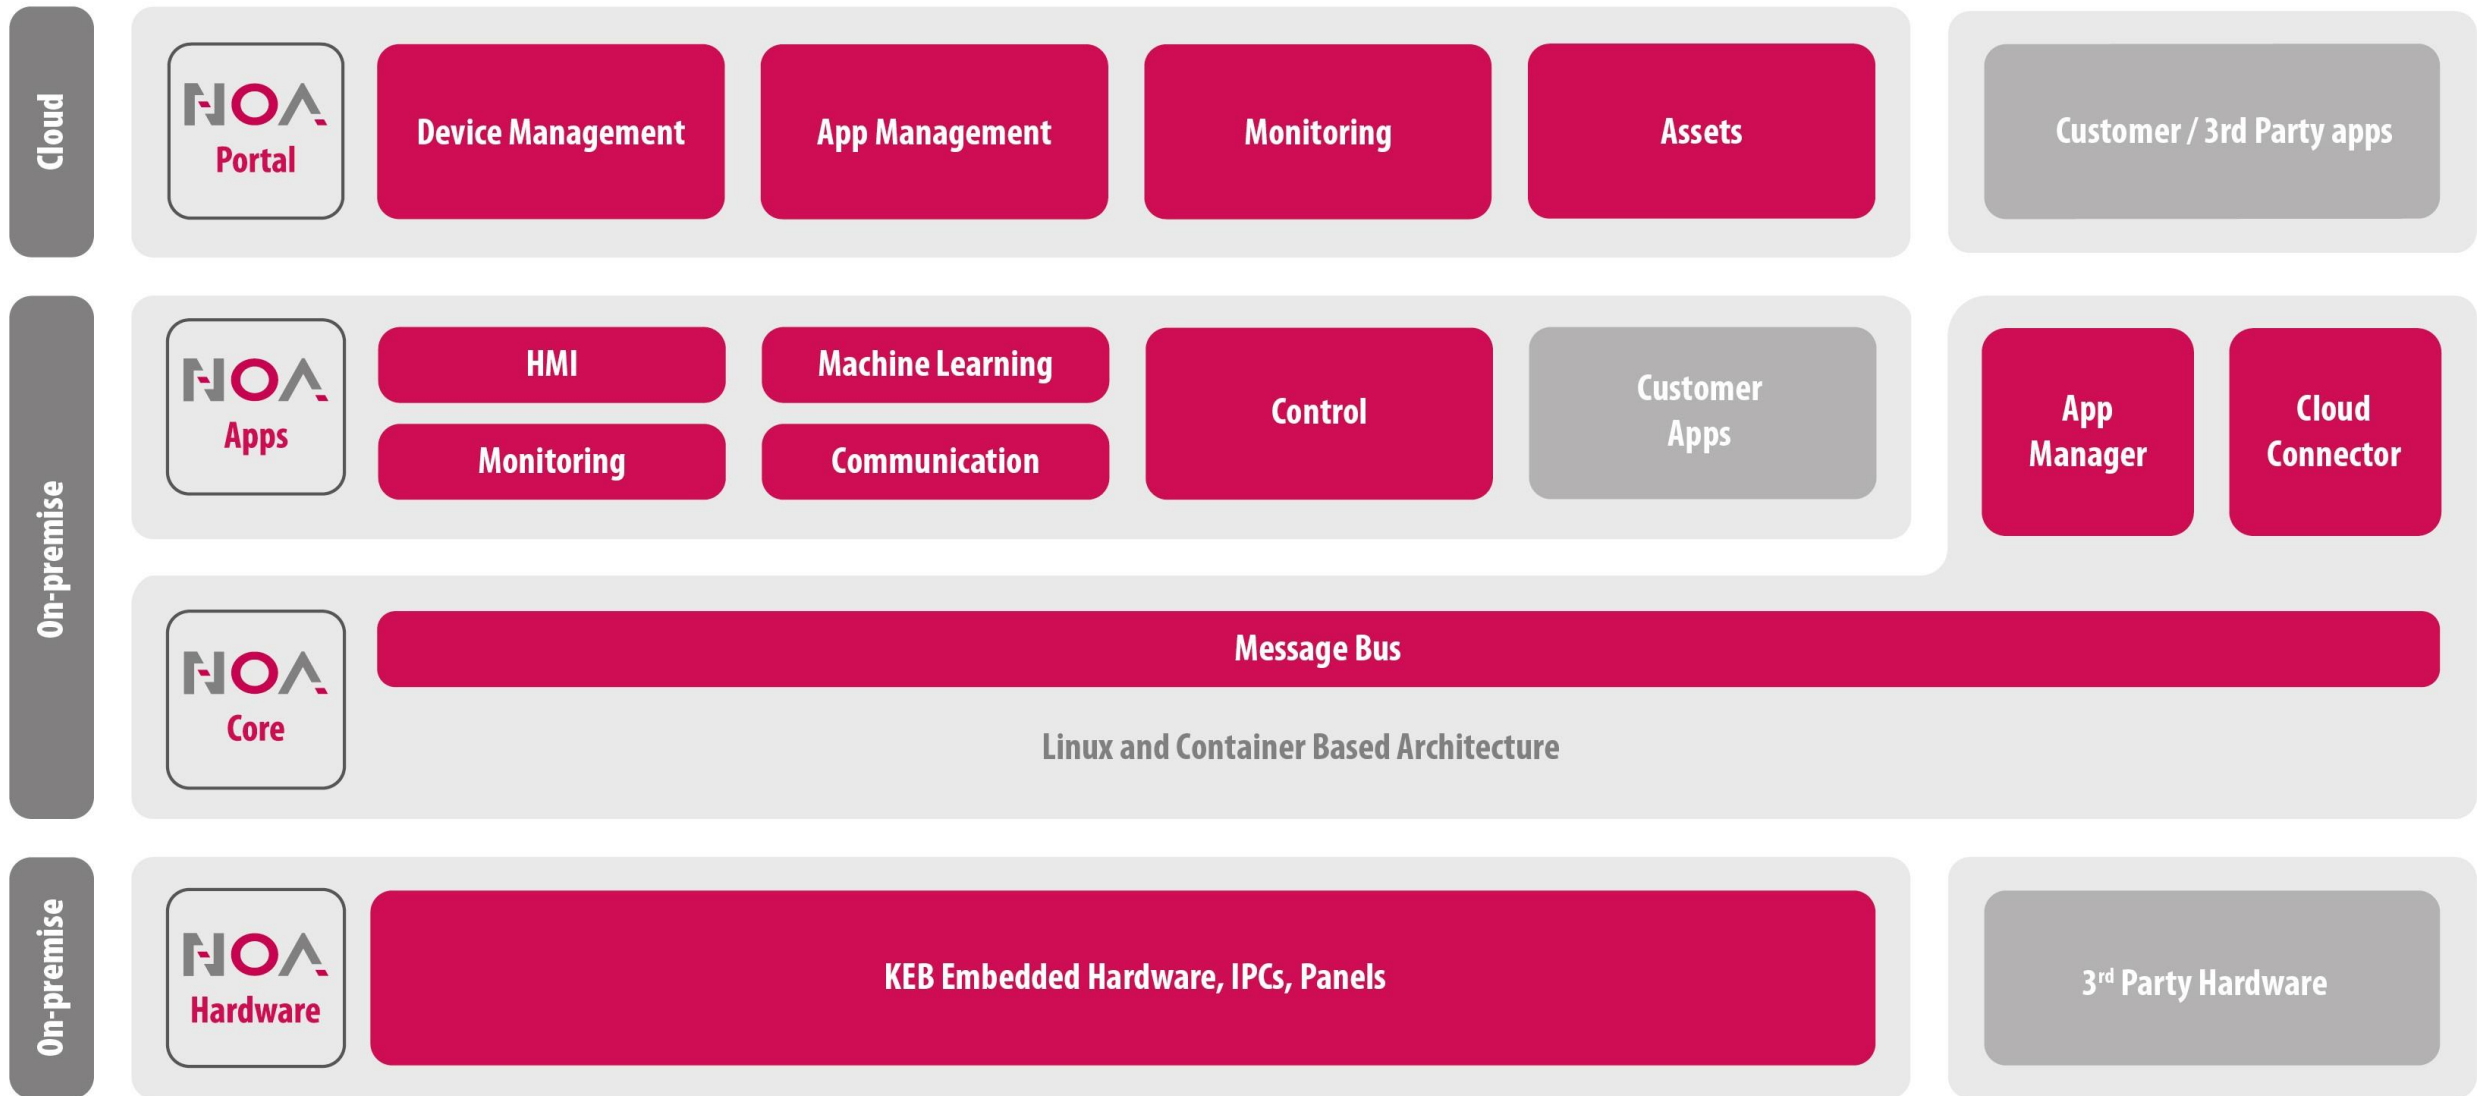 Cloud
NOA
Portal
Device Management
App Management
Monitoring
Assets
Customer / 3rd Party apps
On-premise
NOA
Apps
HMI
Machine Learning
Monitoring
Communication
Control
Customer
Apps
App
Manager
Cloud
Connector
NOA
Core
Message Bus
Linux and Container Based Architecture
On-premise
NOA
Hardware
KEB Embedded Hardware, IPCs, Panels
3rd Party Hardware